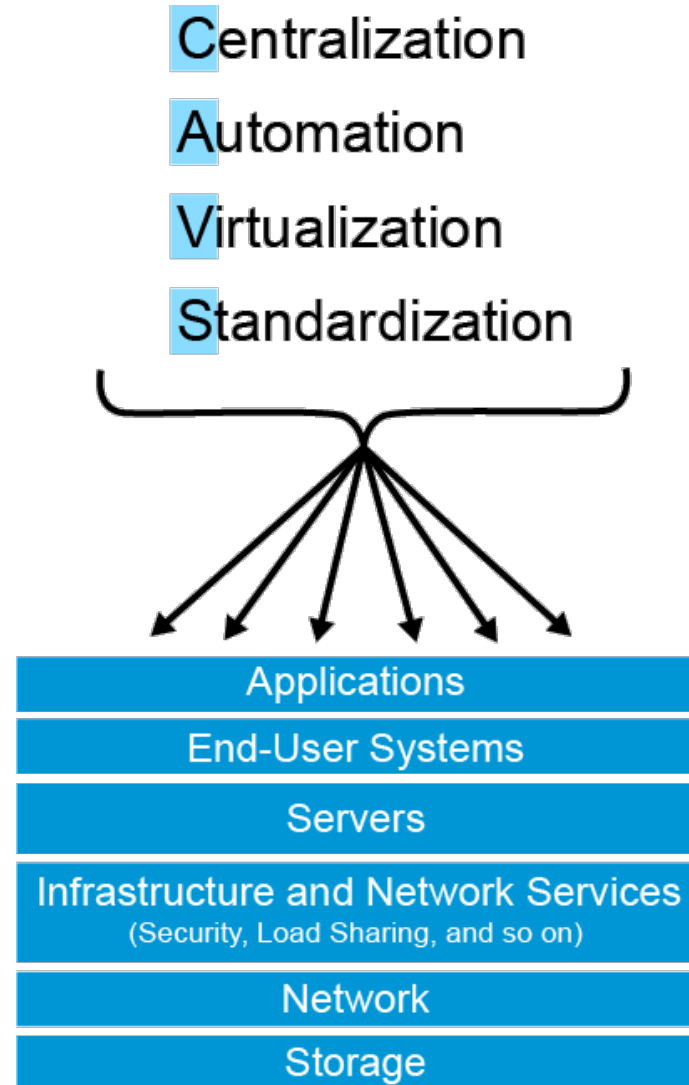 Centralization
Automation
Virtualization
Standardization
Applications
End-User Systems
Servers
Infrastructure and Network Services
(Security, Load Sharing, and so on)
Network
Storage